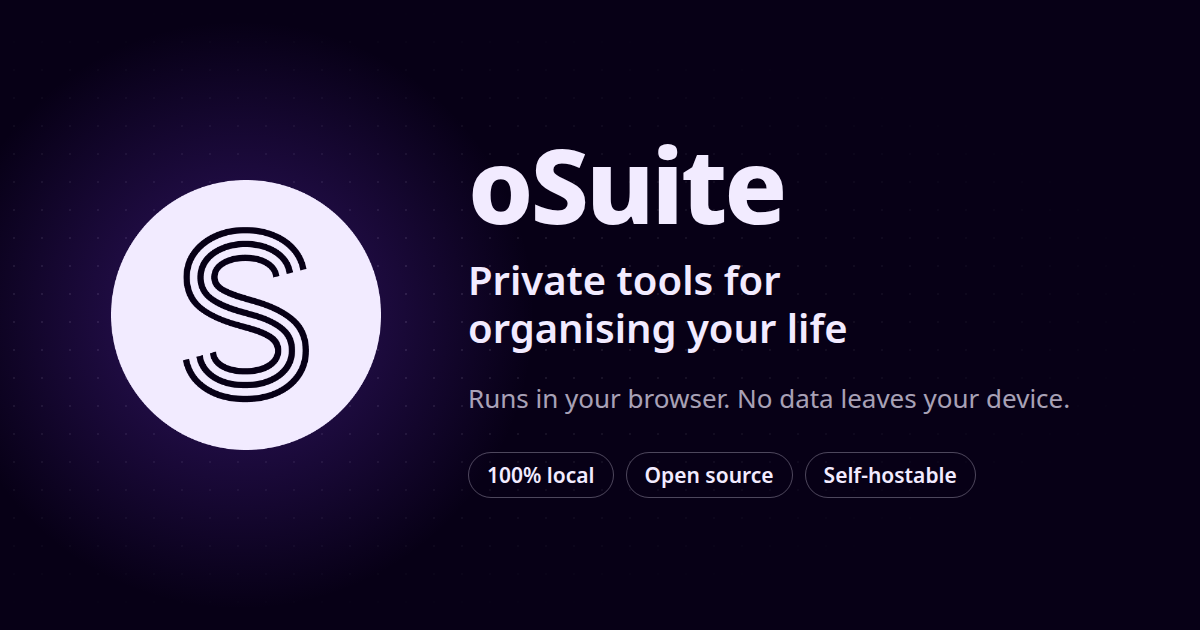 S
oSuite
Private tools for
organising your life
Runs in your browser. No data leaves your device.
100% local
Open source
Self-hostable